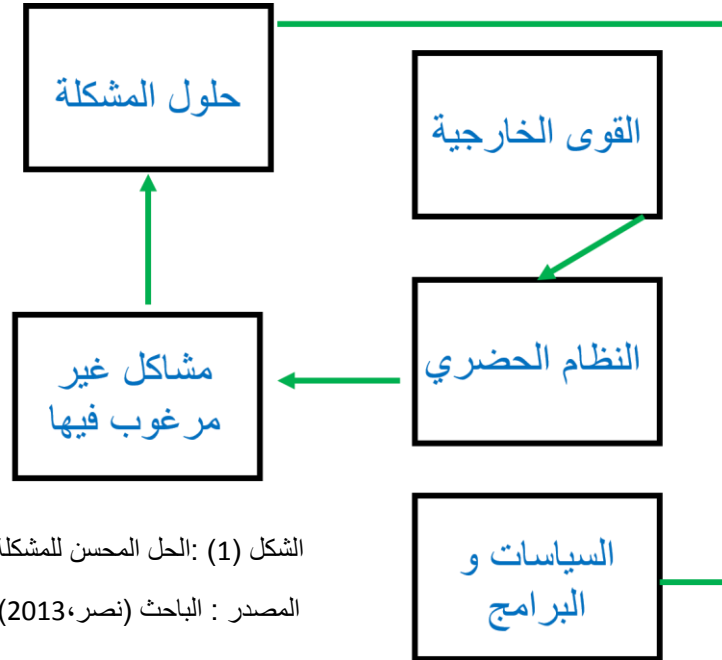 حلول المشكلة
القوى الخارجية
النظام الحضري
مشاكل غير
مرغوب فيها
السياسات و
البرامج
الشكل (1) :الحل المحسن للمشكلة
المصدر : الباحث (نصر،2013)